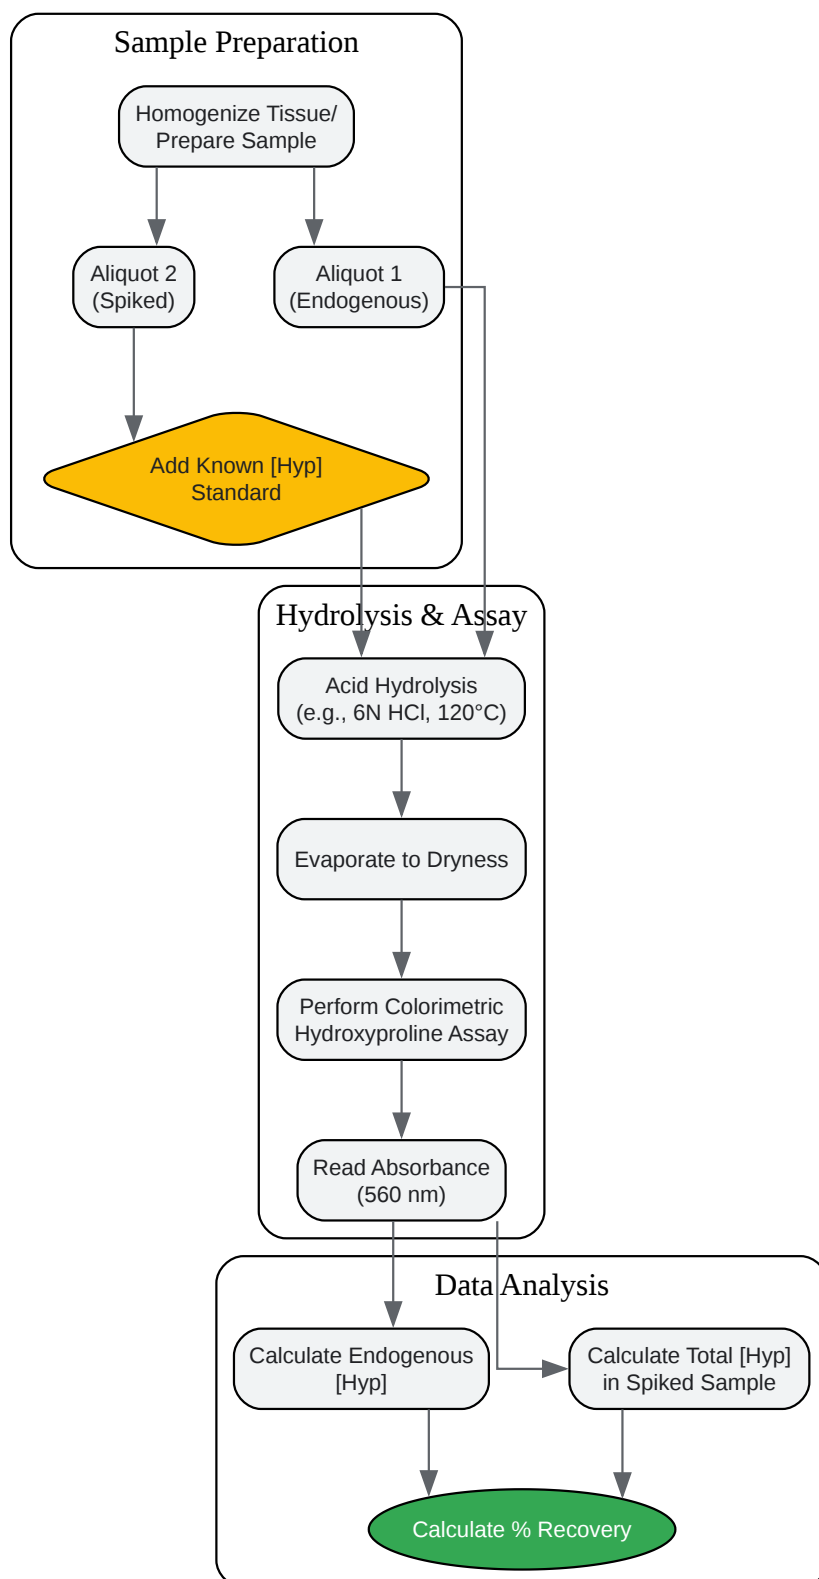 Sample Preparation
Homogenize Tissue/
Prepare Sample
Aliquot 2
(Spiked)
Aliquot 1
(Endogenous)
Add Known [Hyp]
Standard
Hydrolysis & Assay
Acid Hydrolysis
(e.g., 6N HCl, 120°C)
Evaporate to Dryness
Perform Colorimetric
Hydroxyproline Assay
Read Absorbance
(560 nm)
Data Analysis
Calculate Endogenous
[Hyp]
Calculate Total [Hyp]
in Spiked Sample
Calculate % Recovery